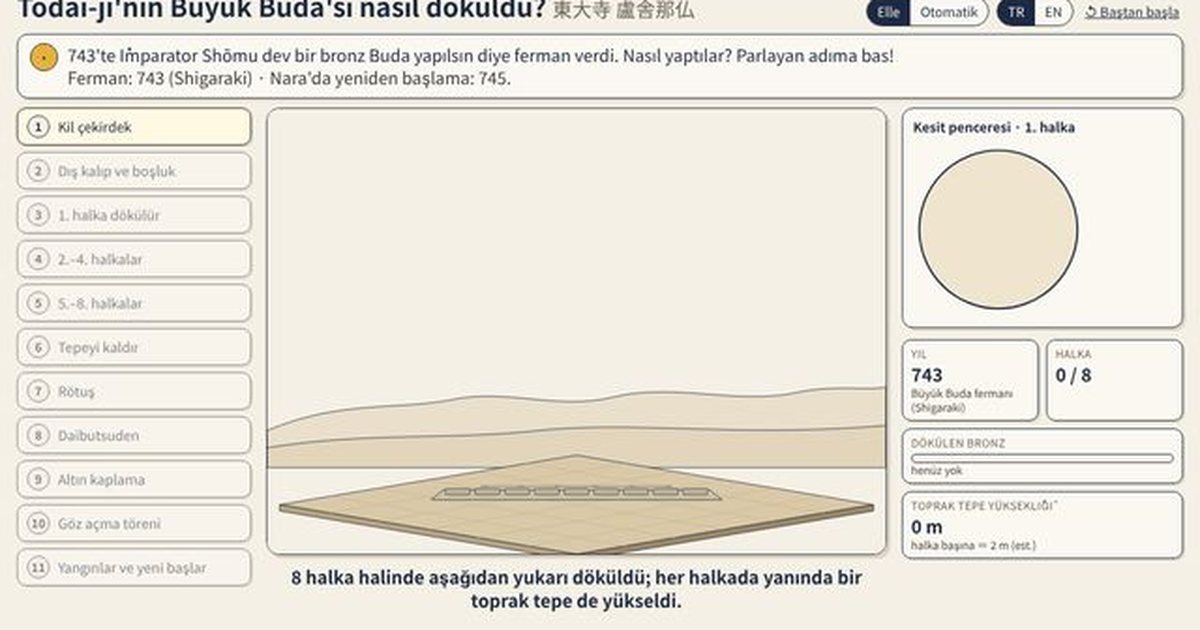 Todai-ji'nin Büyük Buda'sı nasıl döküldü? 東大寺 盧舎那仏
Elle Otomatik TR EN Baştan başla
743'te İmparator Shōmu dev bir bronz Buda yapılsın diye ferman verdi. Nasıl yaptılar? Parlayan adıma bas!
Ferman: 743 (Shigaraki) · Nara'da yeniden başlama: 745.
1 Kil çekirdek
2 Dış kalıp ve boşluk
3 1. halka dökülür
4 2.-4. halkalar
5 5.-8. halkalar
6 Tepeyi kaldır
7 Rötuş
8 Daibutsuden
9 Altın kaplama
10 Göz açma töreni
11 Yangınlar ve yeni başlar
8 halka halinde aşağıdan yukarı döküldü; her halkada yanında bir
toprak tepe de yükseldi.
Kesit penceresi · 1. halka
YIL
743
Büyük Buda fermanı
(Shigaraki)
HALKA
0 / 8
DÖKÜLEN BRONZ
henüz yok
TOPRAK TEPE YÜKSEKLİĞİ*
0 m
halka başına ≈ 2 m (est.)